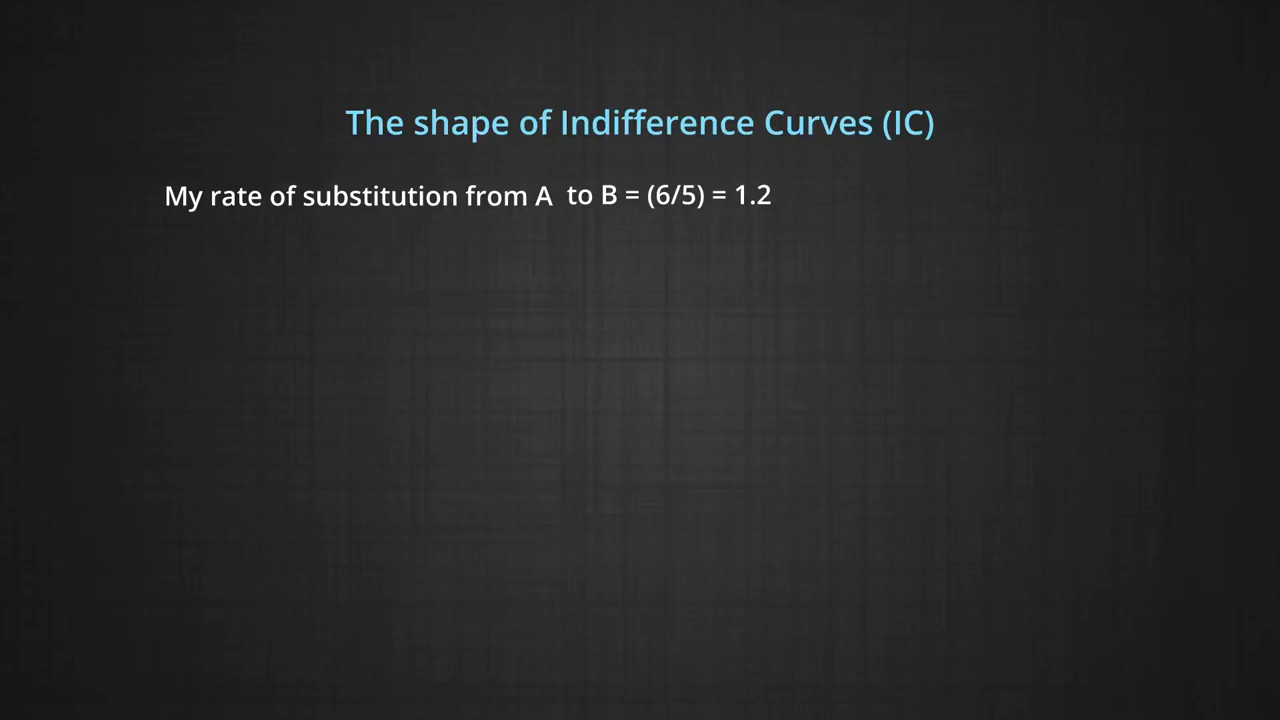 The shape of Indifference Curves (IC)
My rate of substitution from A to B = (6/5) = 1.2